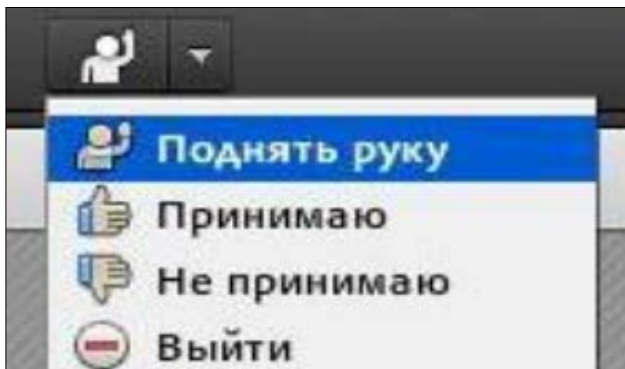 Поднять руку
Принимаю
Не принимаю
Выйти